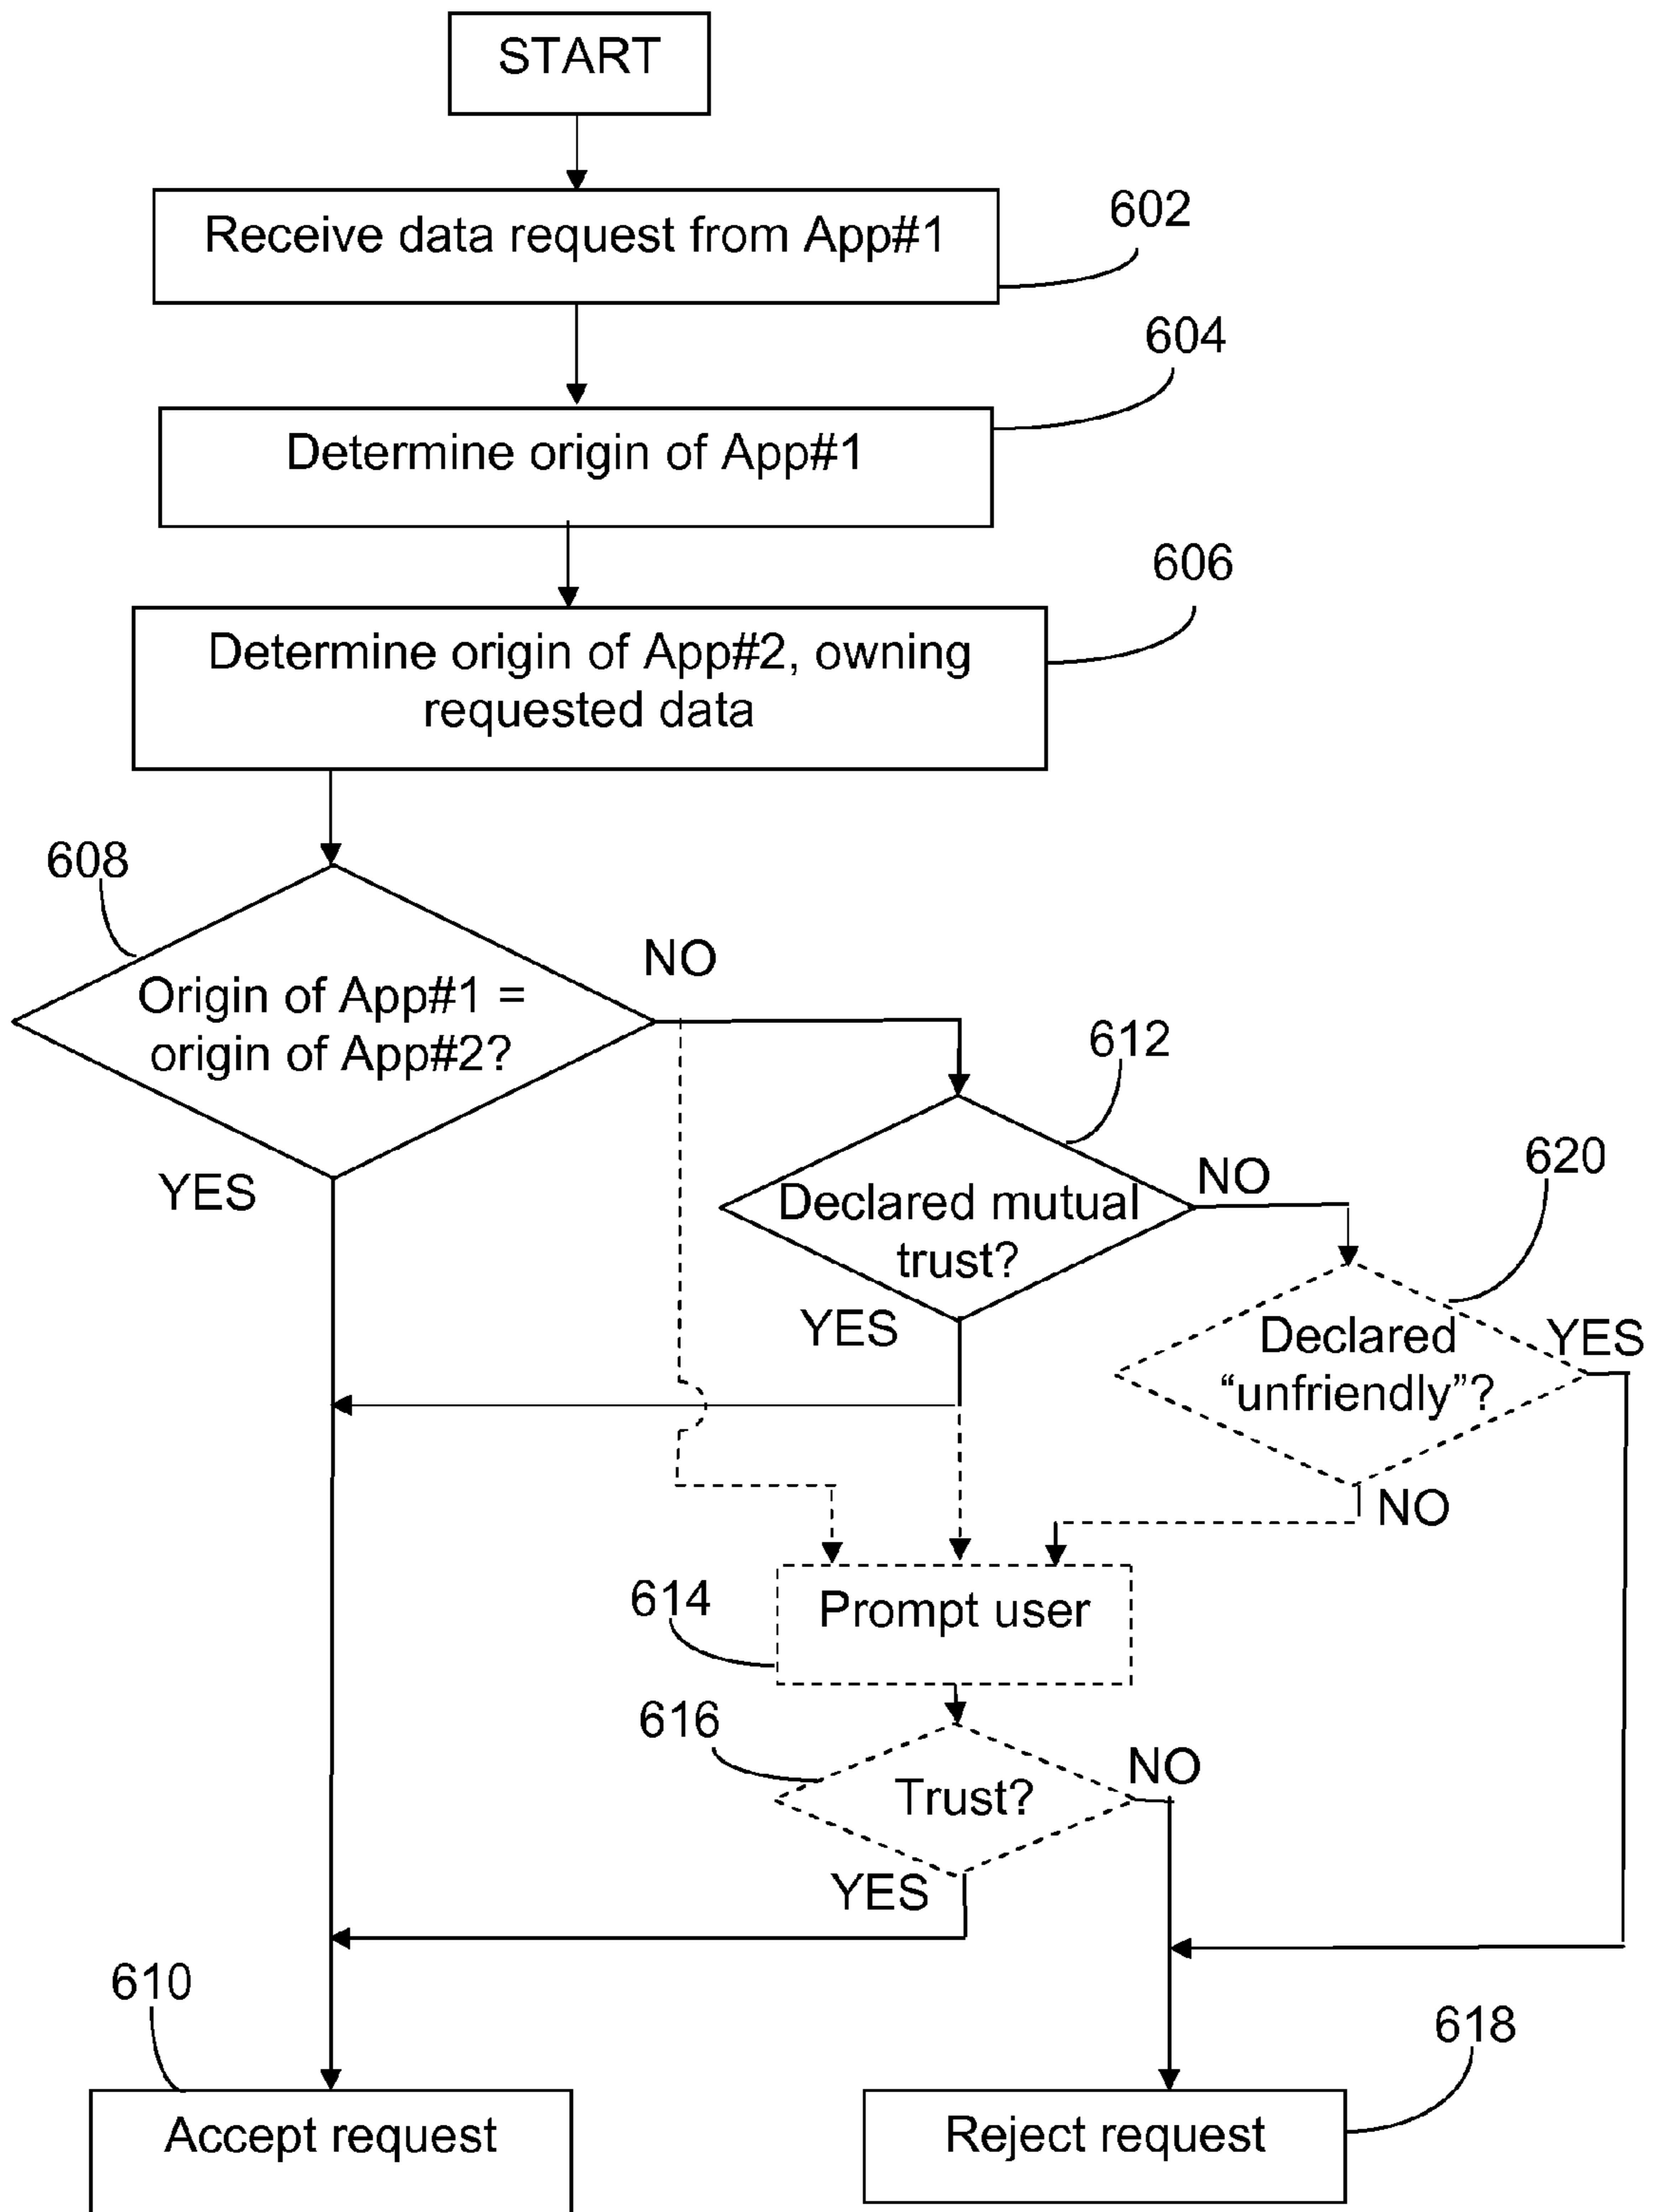 START
Receive data request from App#1
602
604
Determine origin of App#1
606
Determine origin of App#2, owning
requested data
608
NO
Origin of App#1 =
origin of App#2?
612
YES
NO
620
Declared mutual
trust?
YES
Declared
YES
“unfriendly”?
NO
614
Prompt user
616
NO
Trust?
YES
610
618
Accept request
Reject request